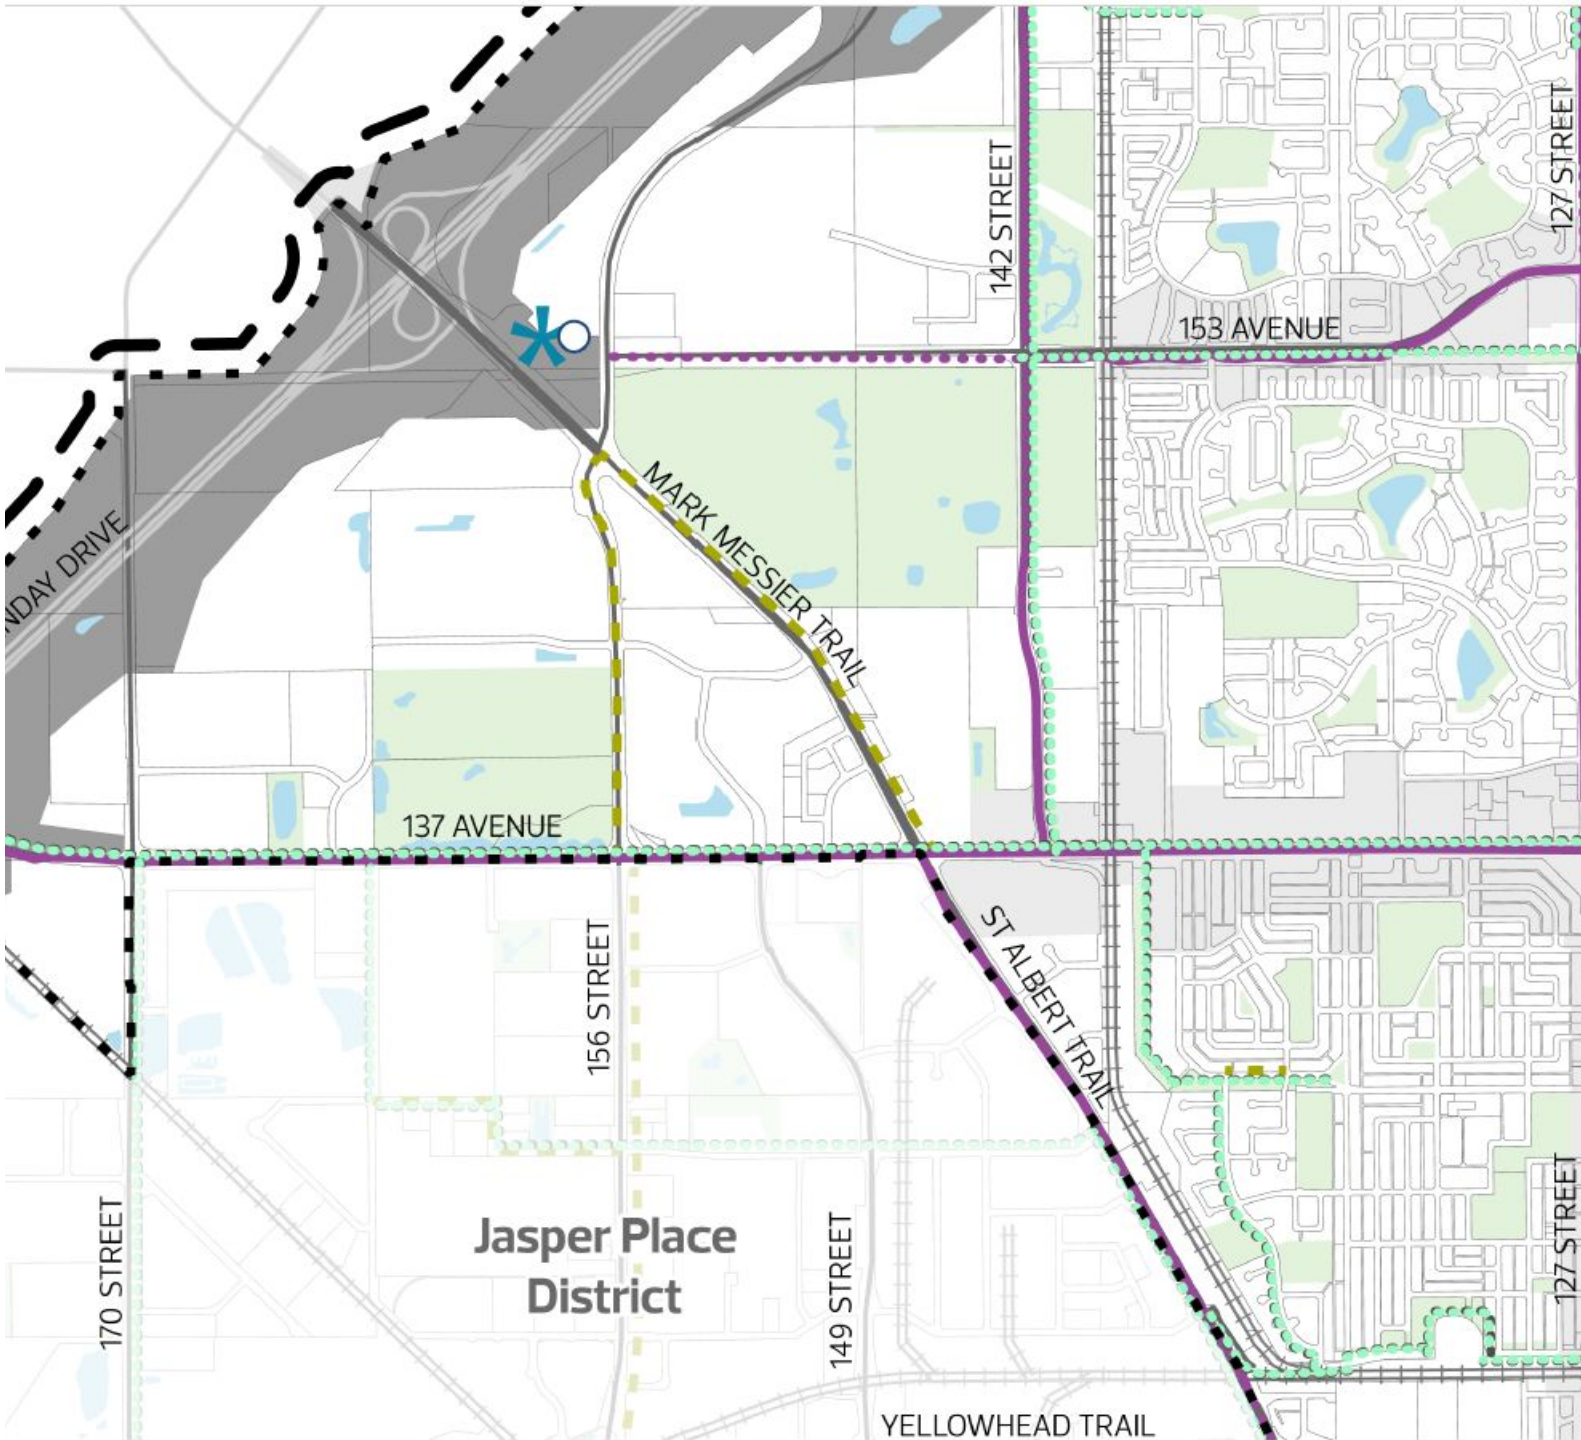 142 STREET
127 STREET
153 AVENUE
MARK MESSIER TRAIL
NDAY DRIVE
137 AVENUE
156 STREET
ST ALBERT TRAIL
Jasper Place
District
170 STREET
149 STREET
127 STREET
YELLOWHEAD TRAIL